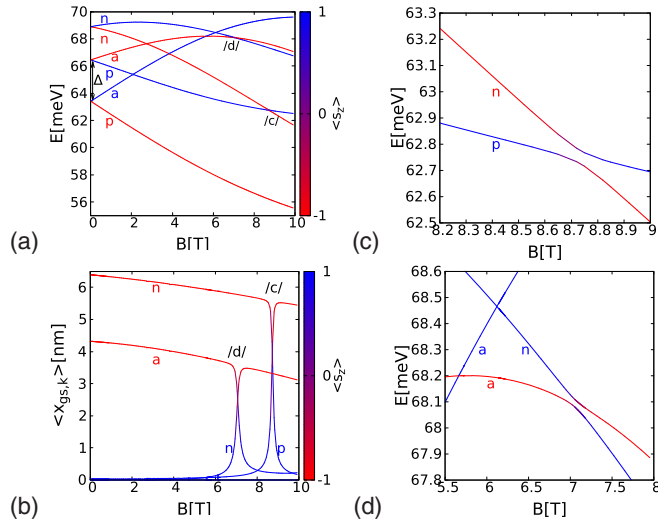 70
68
66
64
62
60
58
56
E[meV]
n
n
a
p
a
p
Δ
/d/
/c/
0 2 4 6 8 10
B[T]
1
0
-1
<s_z>
(a)
63.3
63.2
63.1
63
62.9
62.8
62.7
62.6
62.5
E[meV]
n
p
8.2 8.3 8.4 8.5 8.6 8.7 8.8 8.9 9
B[T]
(c)
6
5
4
3
2
1
0
<x_gs,k> [nm]
n
a
/c/
/d/
n
p
0 2 4 6 8 10
B[T]
1
0
-1
<s_z>
(b)
68.6
68.5
68.4
68.3
68.2
68.1
68
67.9
67.8
E[meV]
a
n
a
5.5 6 6.5 7 7.5 8
B[T]
(d)